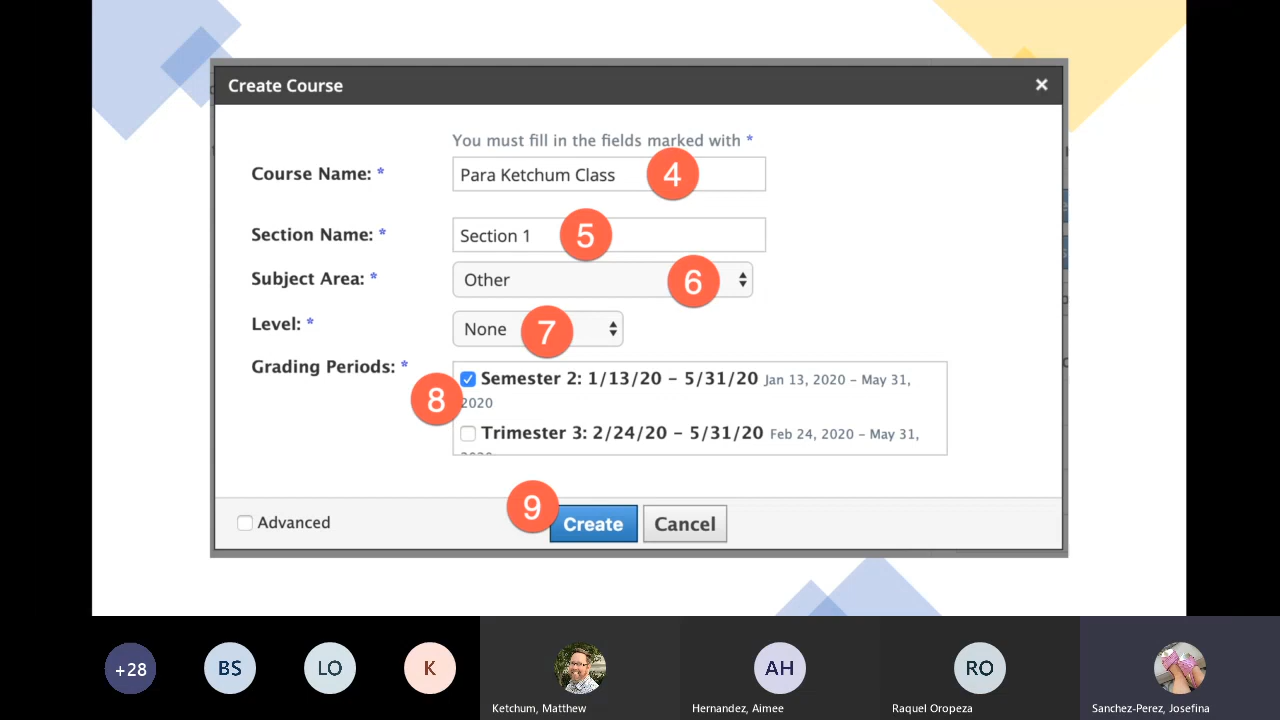 Create Course ×
You must fill in the fields marked with *
Course Name: * Para Ketchum Class 4
Section Name: * Section 1 5
Subject Area: * Other 6
Level: * None 7
Grading Periods: *
8 Semester 2: 1/13/20 – 5/31/20 Jan 13, 2020 – May 31,
2020
Trimester 3: 2/24/20 – 5/31/20 Feb 24, 2020 – May 31,
2020
Advanced 9 Create Cancel
+28 BS LO K AH RO
Ketchum, Matthew Hernandez, Aimee Raquel Oropeza Sanchez-Perez, Josefina